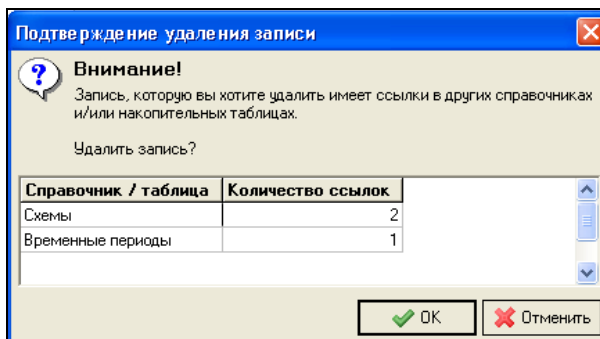 Подтверждение удаления записи
Внимание!
Запись, которую вы хотите удалить имеет ссылки в других справочниках
и/или накопительных таблицах.
Удалить запись?
Справочник / таблица Количество ссылок
Схемы 2
Временные периоды 1
OK Отменить